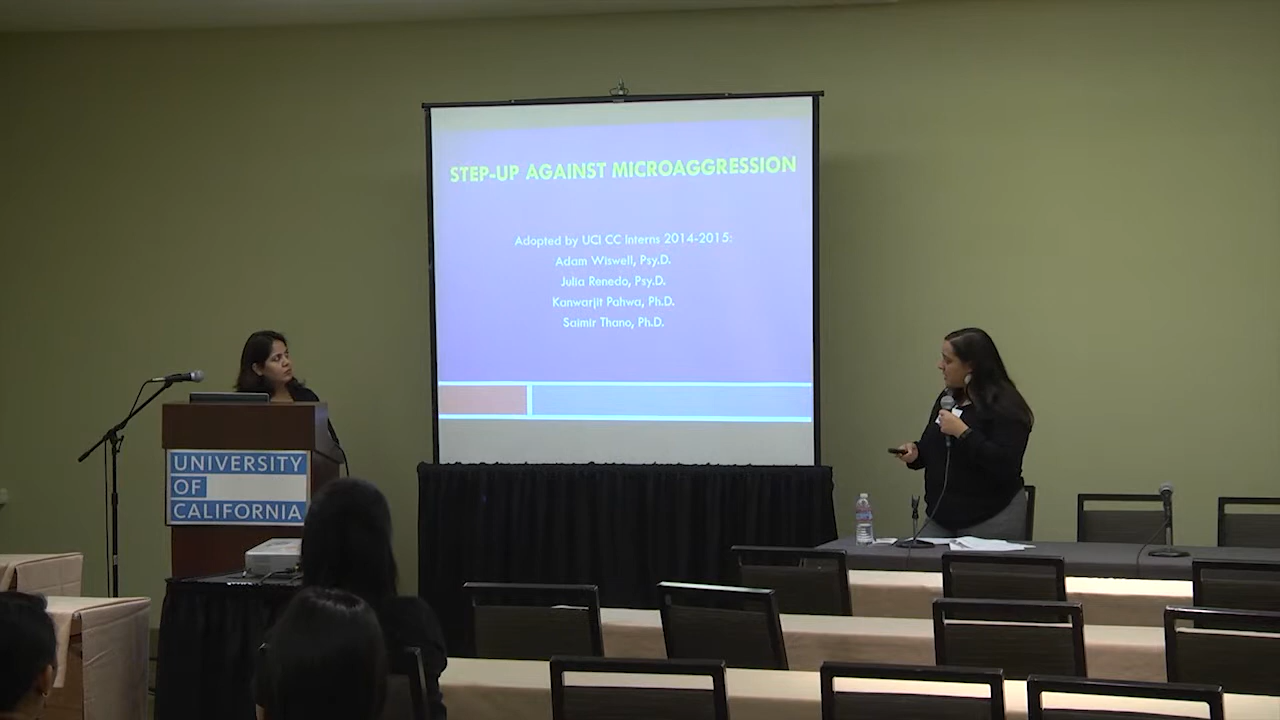 STEP-UP AGAINST MICROAGGRESSION
Adopted by UCI CC Interns 2014-2015:
Adam Wiswell, Psy.D.
Julia Renedo, Psy.D.
Kanwarjit Pahwa, Ph.D.
Saimir Thano, Ph.D.
UNIVERSITY
OF
CALIFORNIA